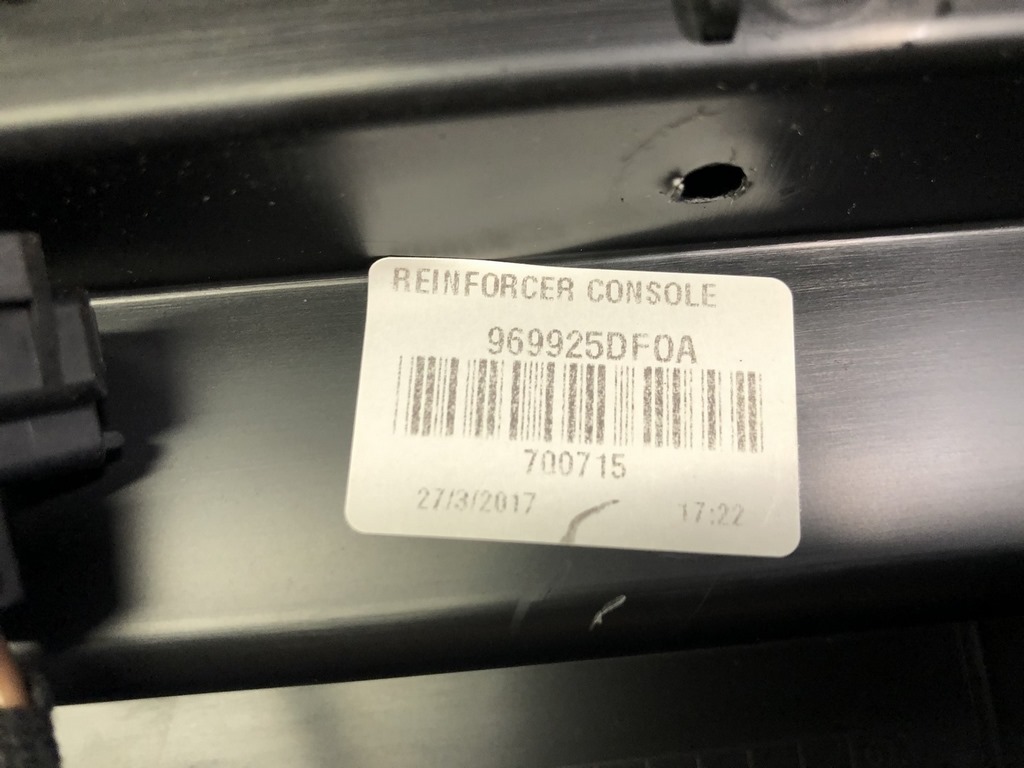 REINFORCER CONSOLE
969925DF0A
700715
27/3/2017 17:22